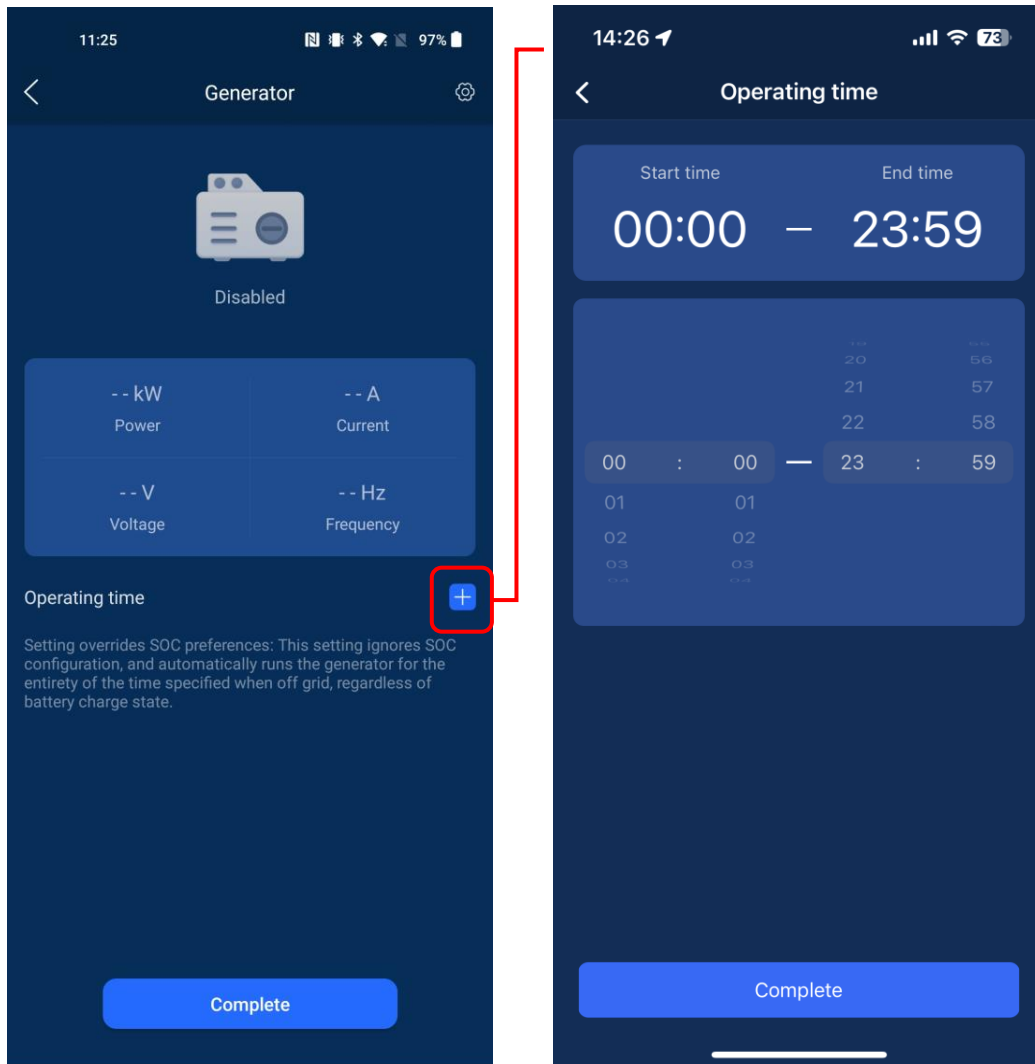 11:25
97%
Generator
Disabled
- - kW
- - A
Power
Current
- - V
- - Hz
Voltage
Frequency
Operating time
Setting overrides SOC preferences: This setting ignores SOC
configuration, and automatically runs the generator for the
entirety of the time specified when off grid, regardless of
battery charge state.
Complete
14:26
73
Operating time
Start time
End time
00:00 – 23:59
20 56
21 57
22 58
00 : 00 — 23 : 59
01 01
02 02
03 03
04 04
Complete